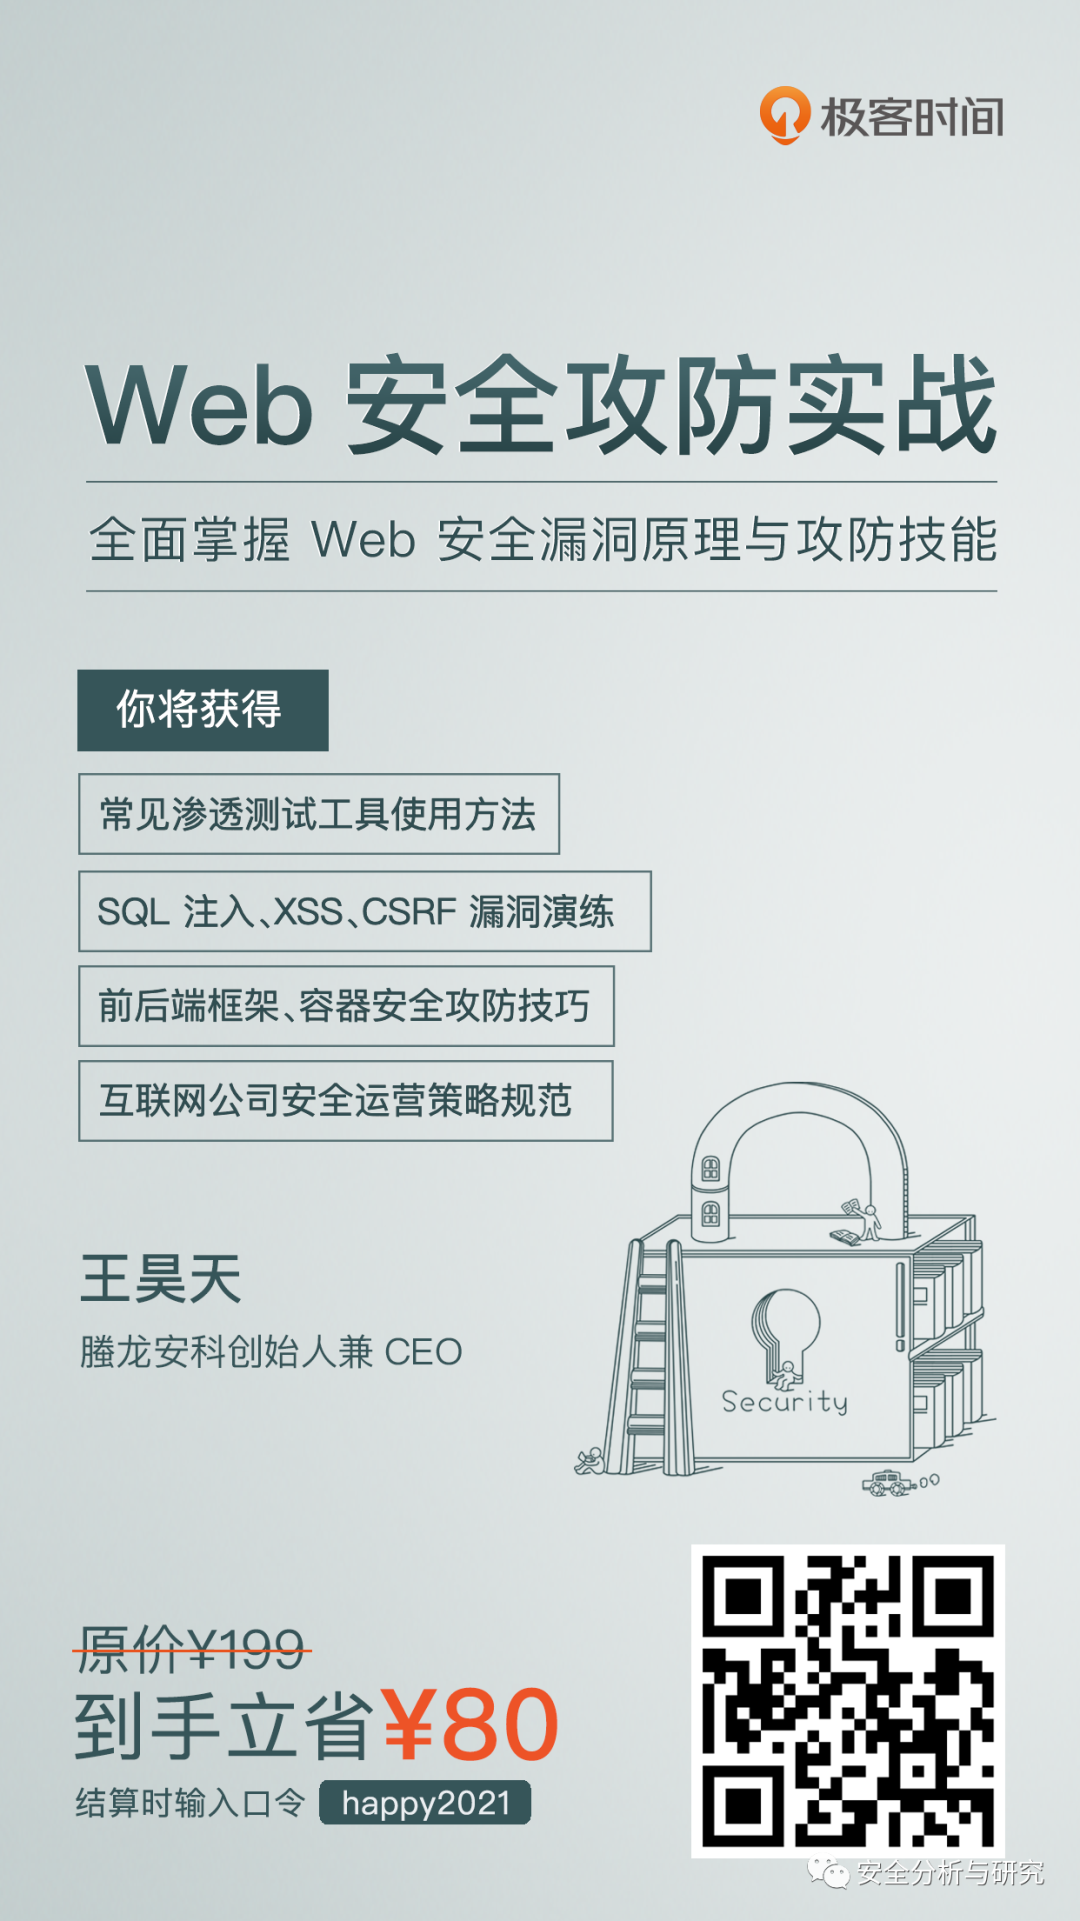 极客时间
Web 安全攻防实战
全面掌握 Web 安全漏洞原理与攻防技能
你将获得
常见渗透测试工具使用方法
SQL 注入、XSS、CSRF 漏洞演练
前后端框架、容器安全攻防技巧
互联网公司安全运营策略规范
王昊天
螣龙安科创始人兼 CEO
Security
原价¥199
到手立省¥80
结算时输入口令 happy2021
安全分析与研究